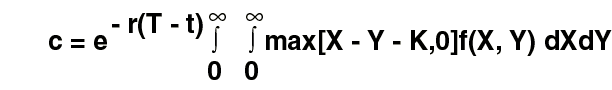 c = e^{- r(T - t)} ∫_0^∞ ∫_0^∞ max[X - Y - K,0]f(X, Y) dXdY